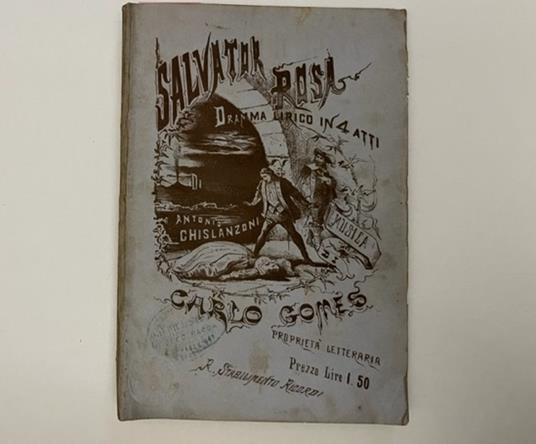 SALVATOR ROSA
DRAMMA LIRICO IN 4 ATTI
DI
ANTONIO
GHISLANZONI
MUSICA
DI
CARLO GOMES
PROPRIETÀ LETTERARIA
Prezzo Lire 1. 50
R. STABILIMENTO RICORDI